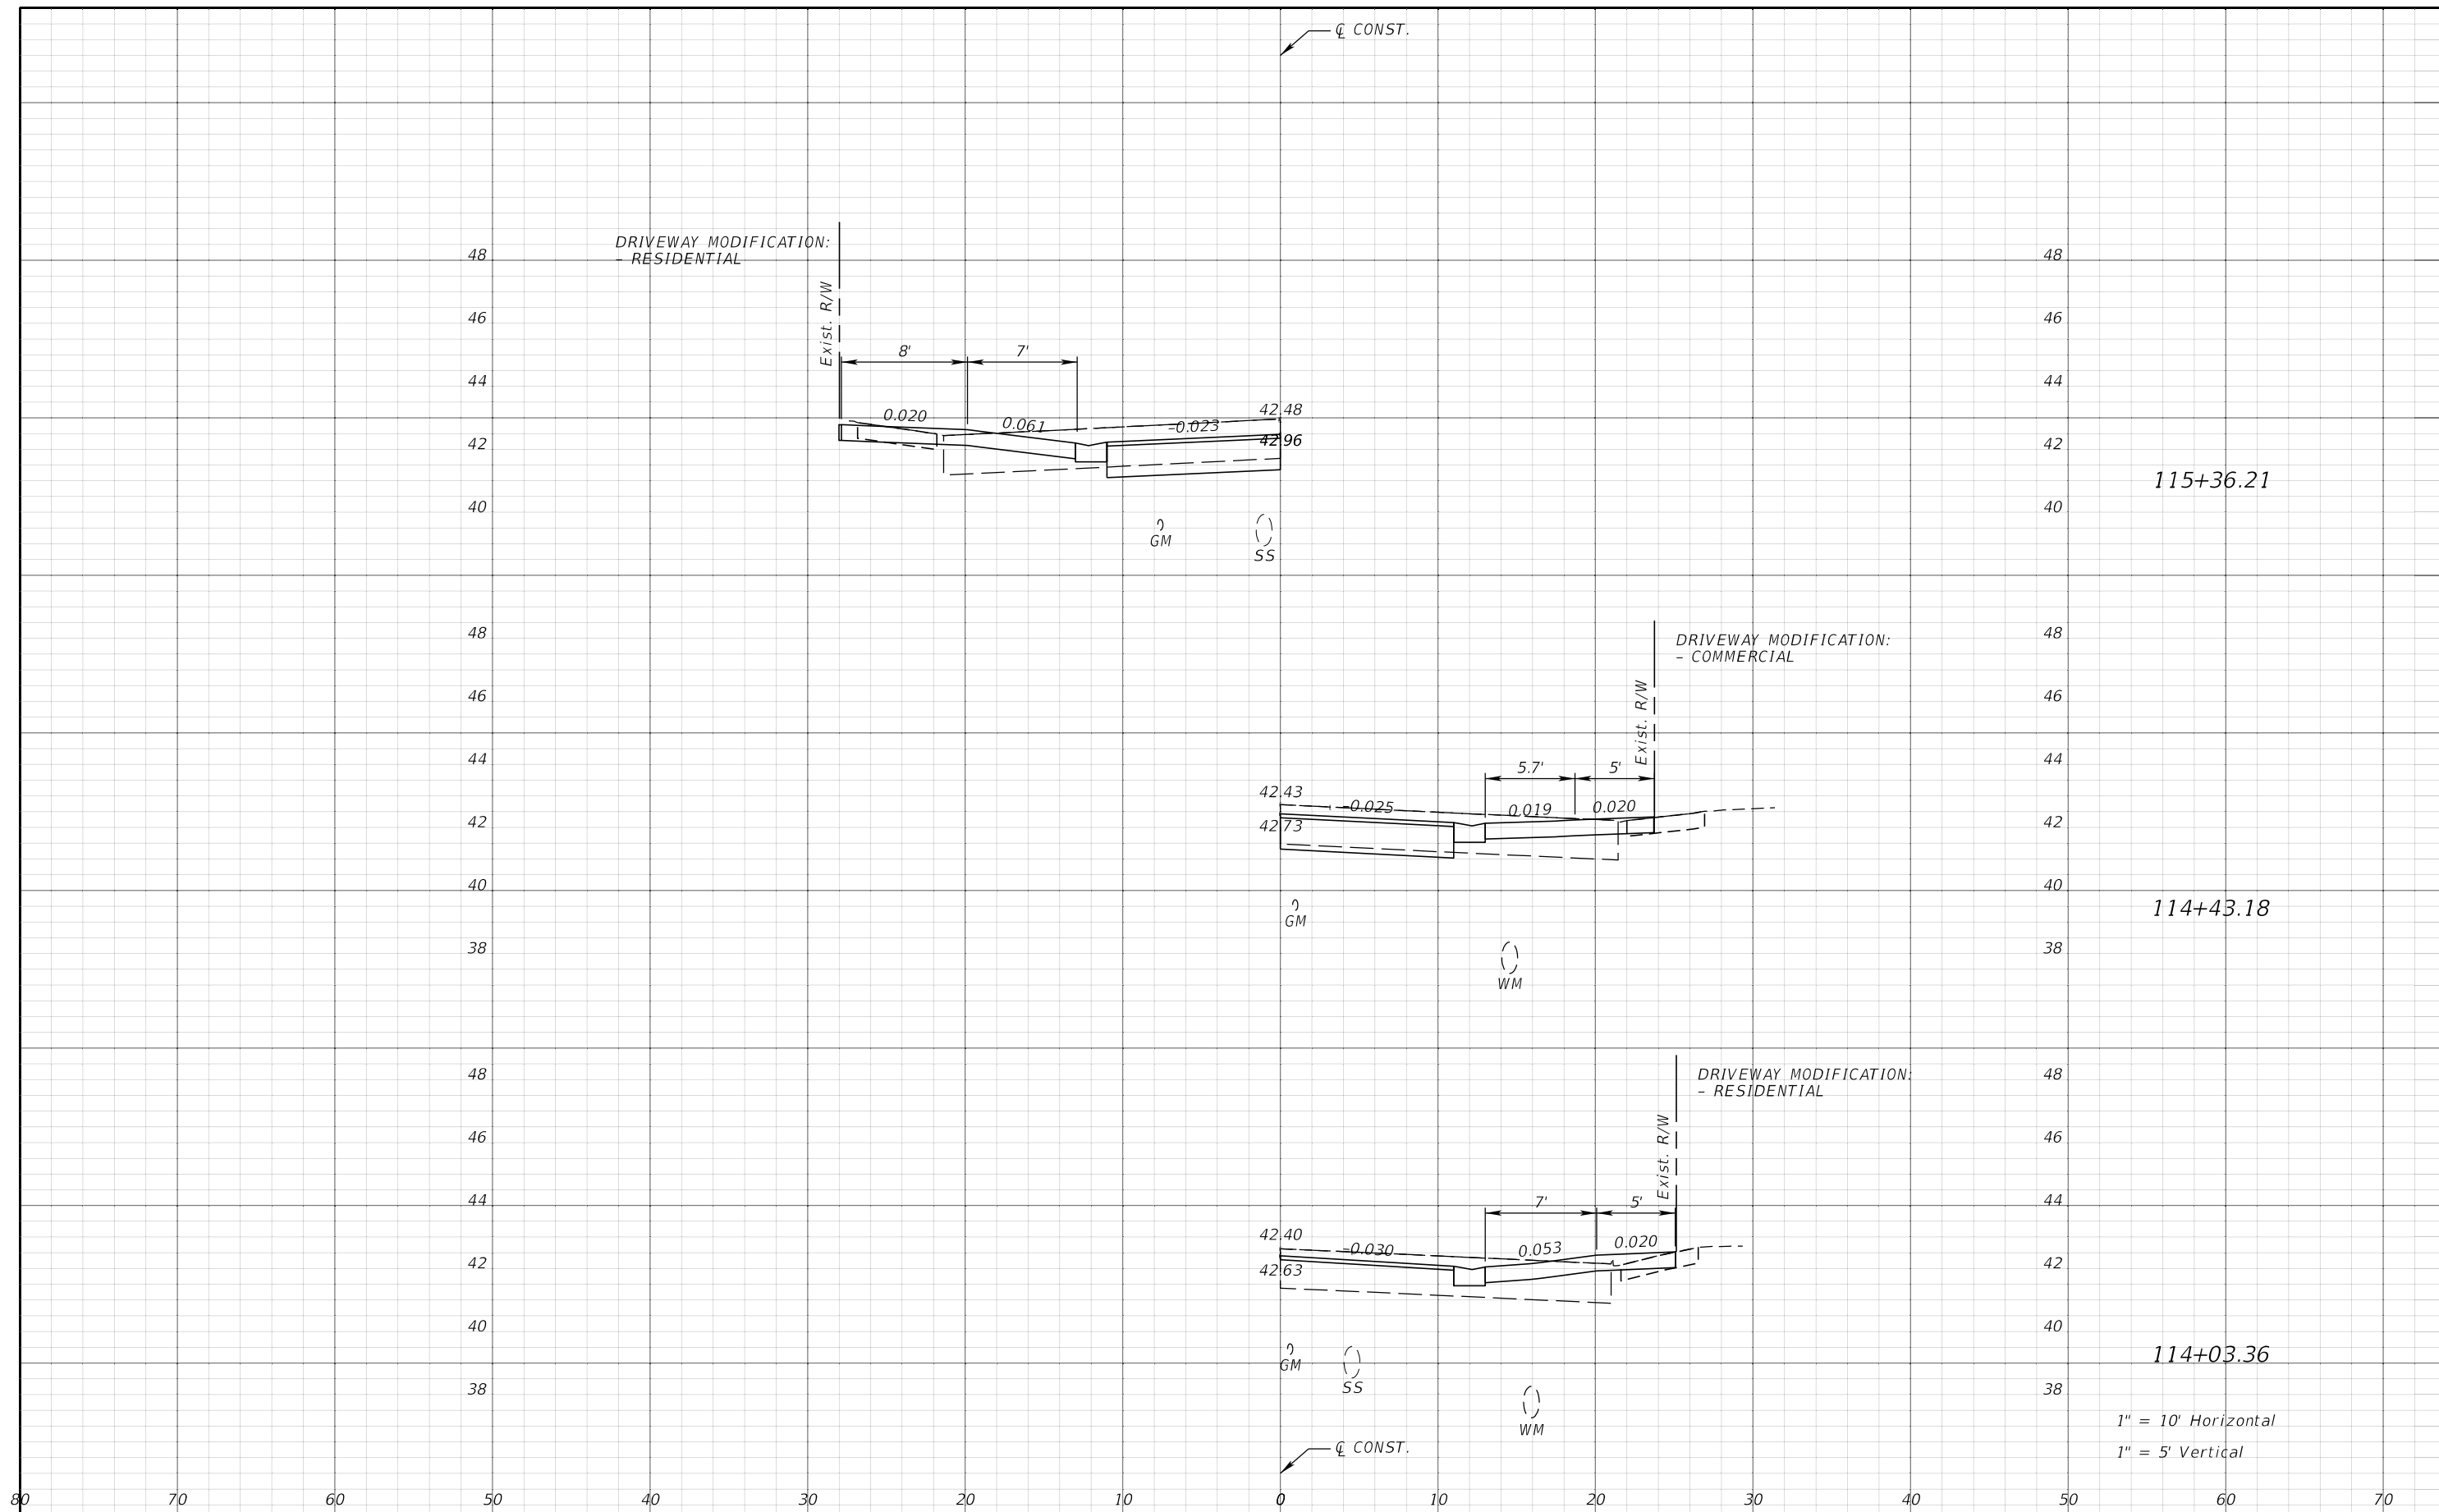 ℄ CONST.
DRIVEWAY MODIFICATION:
– RESIDENTIAL
Exist. R/W
48 48
46 46
44 44
42 42
40 40
8' 7'
0.020 0.061 –0.023
42.48
42.96
115+36.21
GM SS
DRIVEWAY MODIFICATION:
– COMMERCIAL
Exist. R/W
48 48
46 46
44 44
42 42
40 40
38 38
5.7' 5'
42.43 –0.025 0.019 0.020
42.73
114+43.18
GM
WM
DRIVEWAY MODIFICATION:
– RESIDENTIAL
Exist. R/W
48 48
46 46
44 44
42 42
40 40
38 38
7' 5'
42.40 –0.030 0.053 0.020
42.63
114+03.36
GM
SS
WM
1" = 10' Horizontal
1" = 5' Vertical
℄ CONST.
80 70 60 50 40 30 20 10 0 10 20 30 40 50 60 70